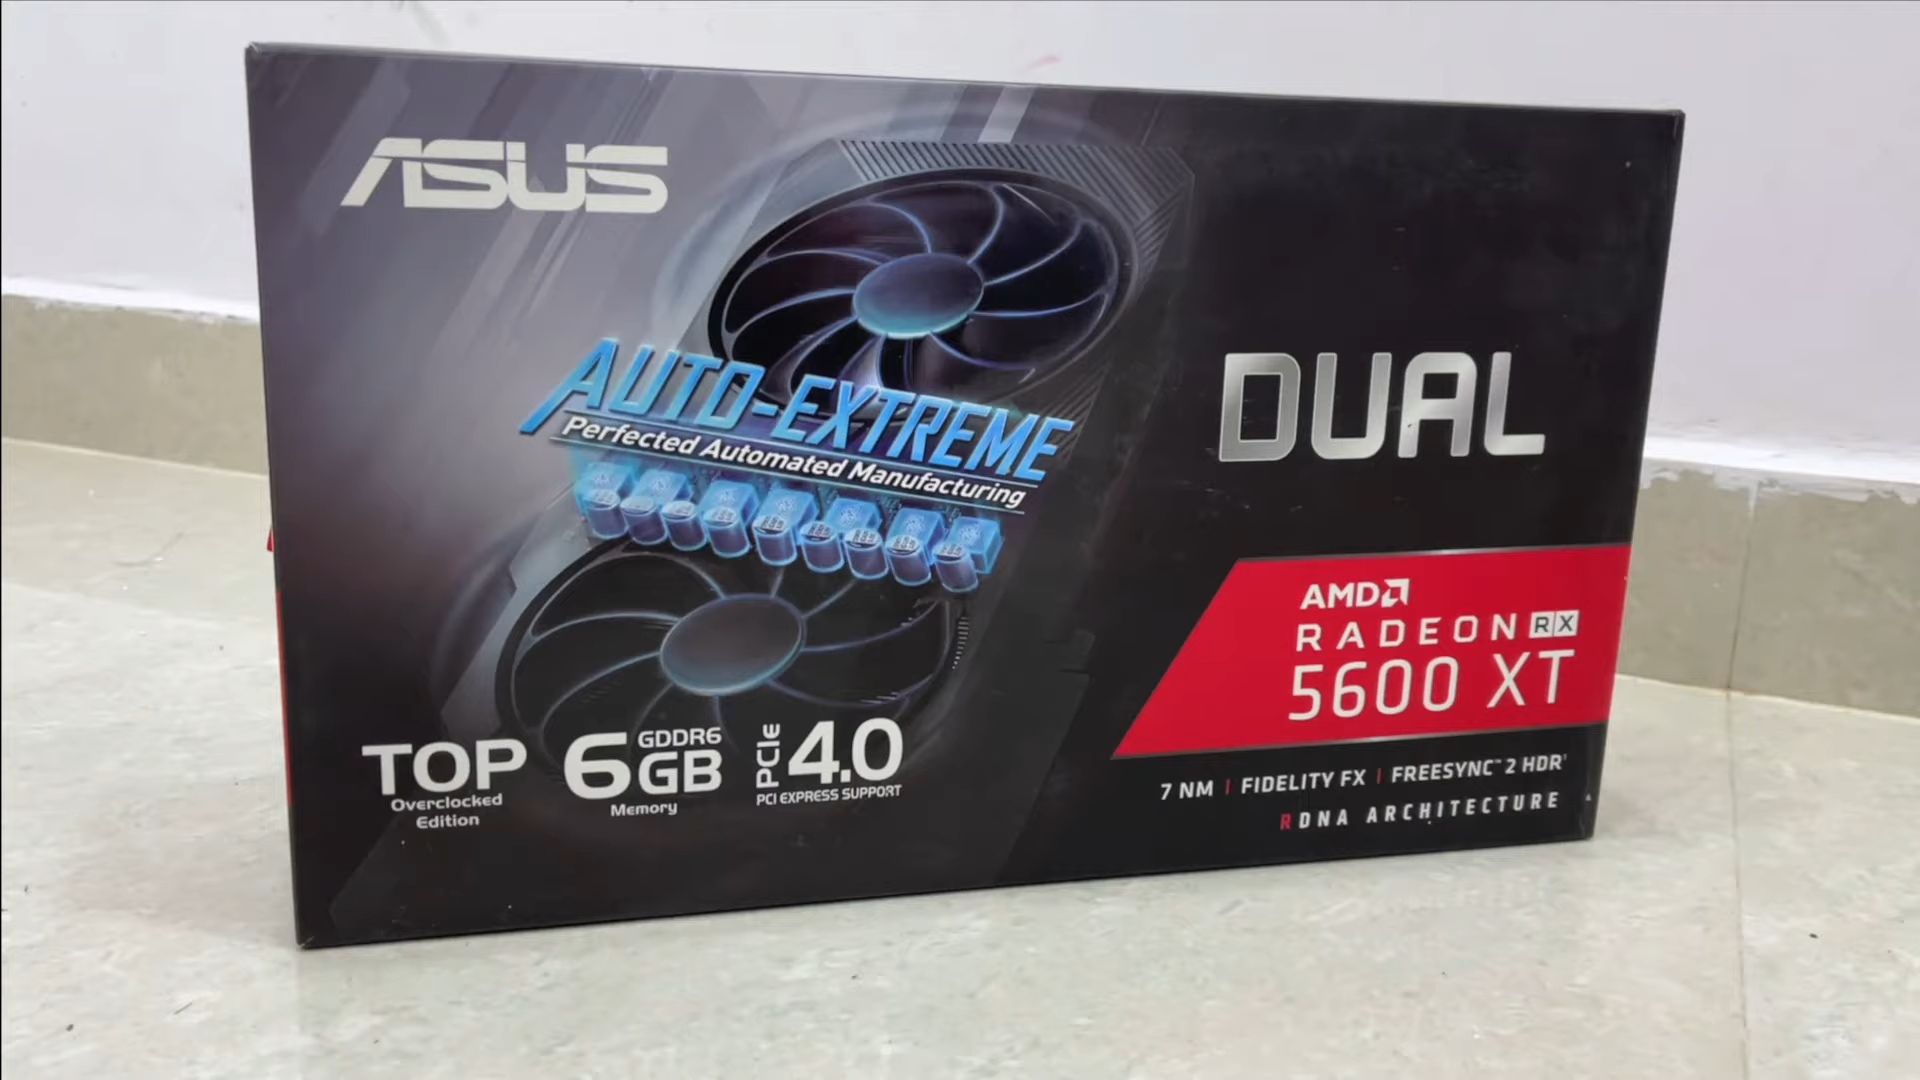 ASUS
AUTO-EXTREME
Perfected Automated Manufacturing
DUAL
AMD
RADEON RX
5600 XT
TOP
Overclocked
Edition
6GB GDDR6
Memory
PCIe 4.0
PCI EXPRESS SUPPORT
7 NM | FIDELITY FX | FREESYNC™ 2 HDR
RDNA ARCHITECTURE